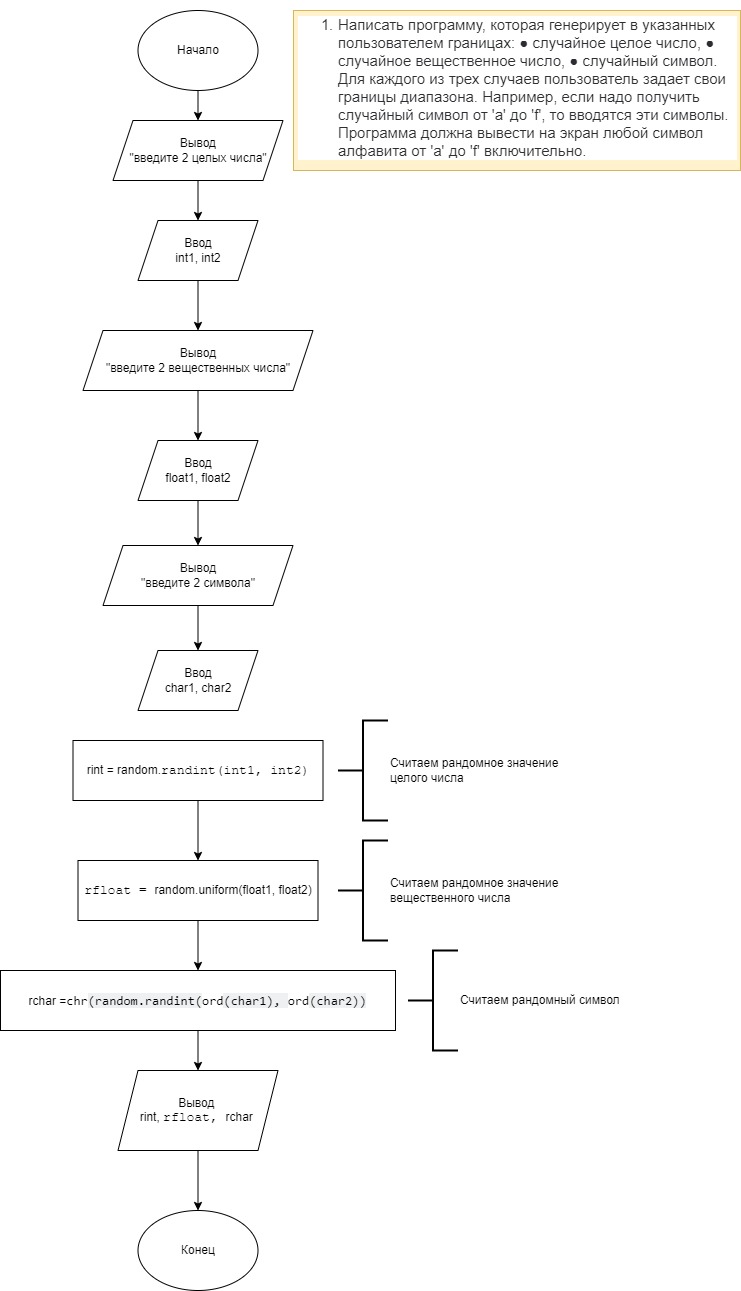 Начало
1. Написать программу, которая генерирует в указанных
пользователем границах: ● случайное целое число, ●
случайное вещественное число, ● случайный символ.
Для каждого из трех случаев пользователь задает свои
границы диапазона. Например, если надо получить
случайный символ от 'a' до 'f', то вводятся эти символы.
Программа должна вывести на экран любой символ
алфавита от 'a' до 'f' включительно.
Вывод
"введите 2 целых числа"
Ввод
int1, int2
Вывод
"введите 2 вещественных числа"
Ввод
float1, float2
Вывод
"введите 2 символа"
Ввод
char1, char2
rint = random.randint(int1, int2)
Считаем рандомное значение
целого числа
rfloat = random.uniform(float1, float2)
Считаем рандомное значение
вещественного числа
rchar =chr(random.randint(ord(char1), ord(char2))
Считаем рандомный символ
Вывод
rint, rfloat, rchar
Конец